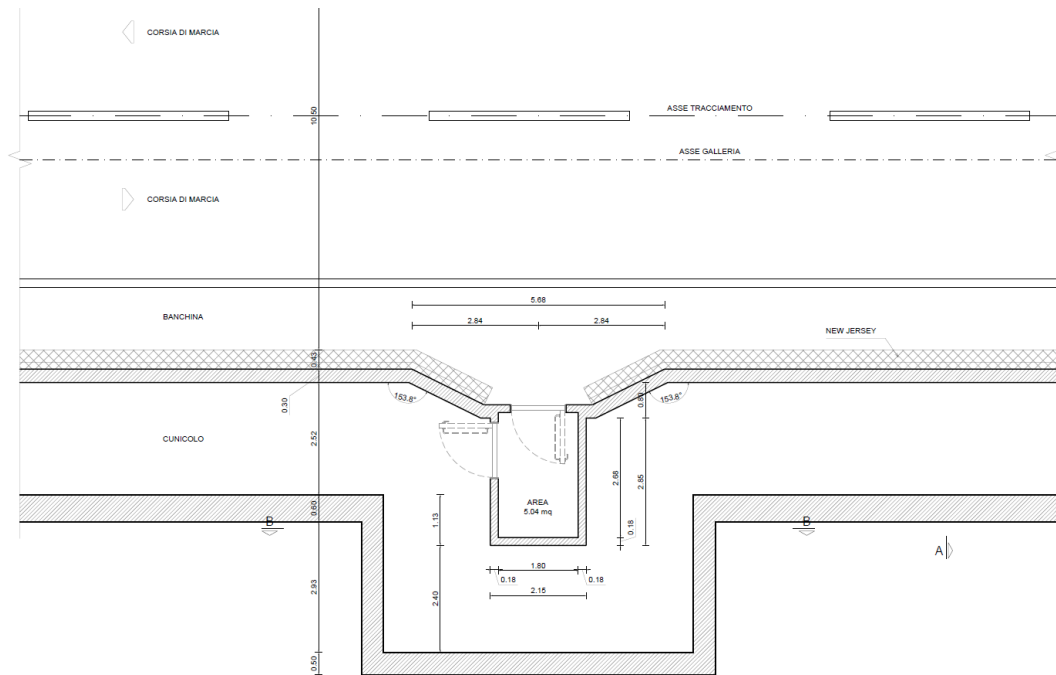 CORSIA DI MARCIA
ASSE TRACCIAMENTO
10.50
ASSE GALLERIA
CORSIA DI MARCIA
5.68
BANCHINA
2.84
2.84
NEW JERSEY
0.43
153.8°
0.80
153.8°
0.30
CUNICOLO
2.52
2.68
2.85
AREA
5.04 mq
0.60
1.13
0.18
B
B
A
1.80
0.18
0.18
2.93
2.40
2.15
0.50